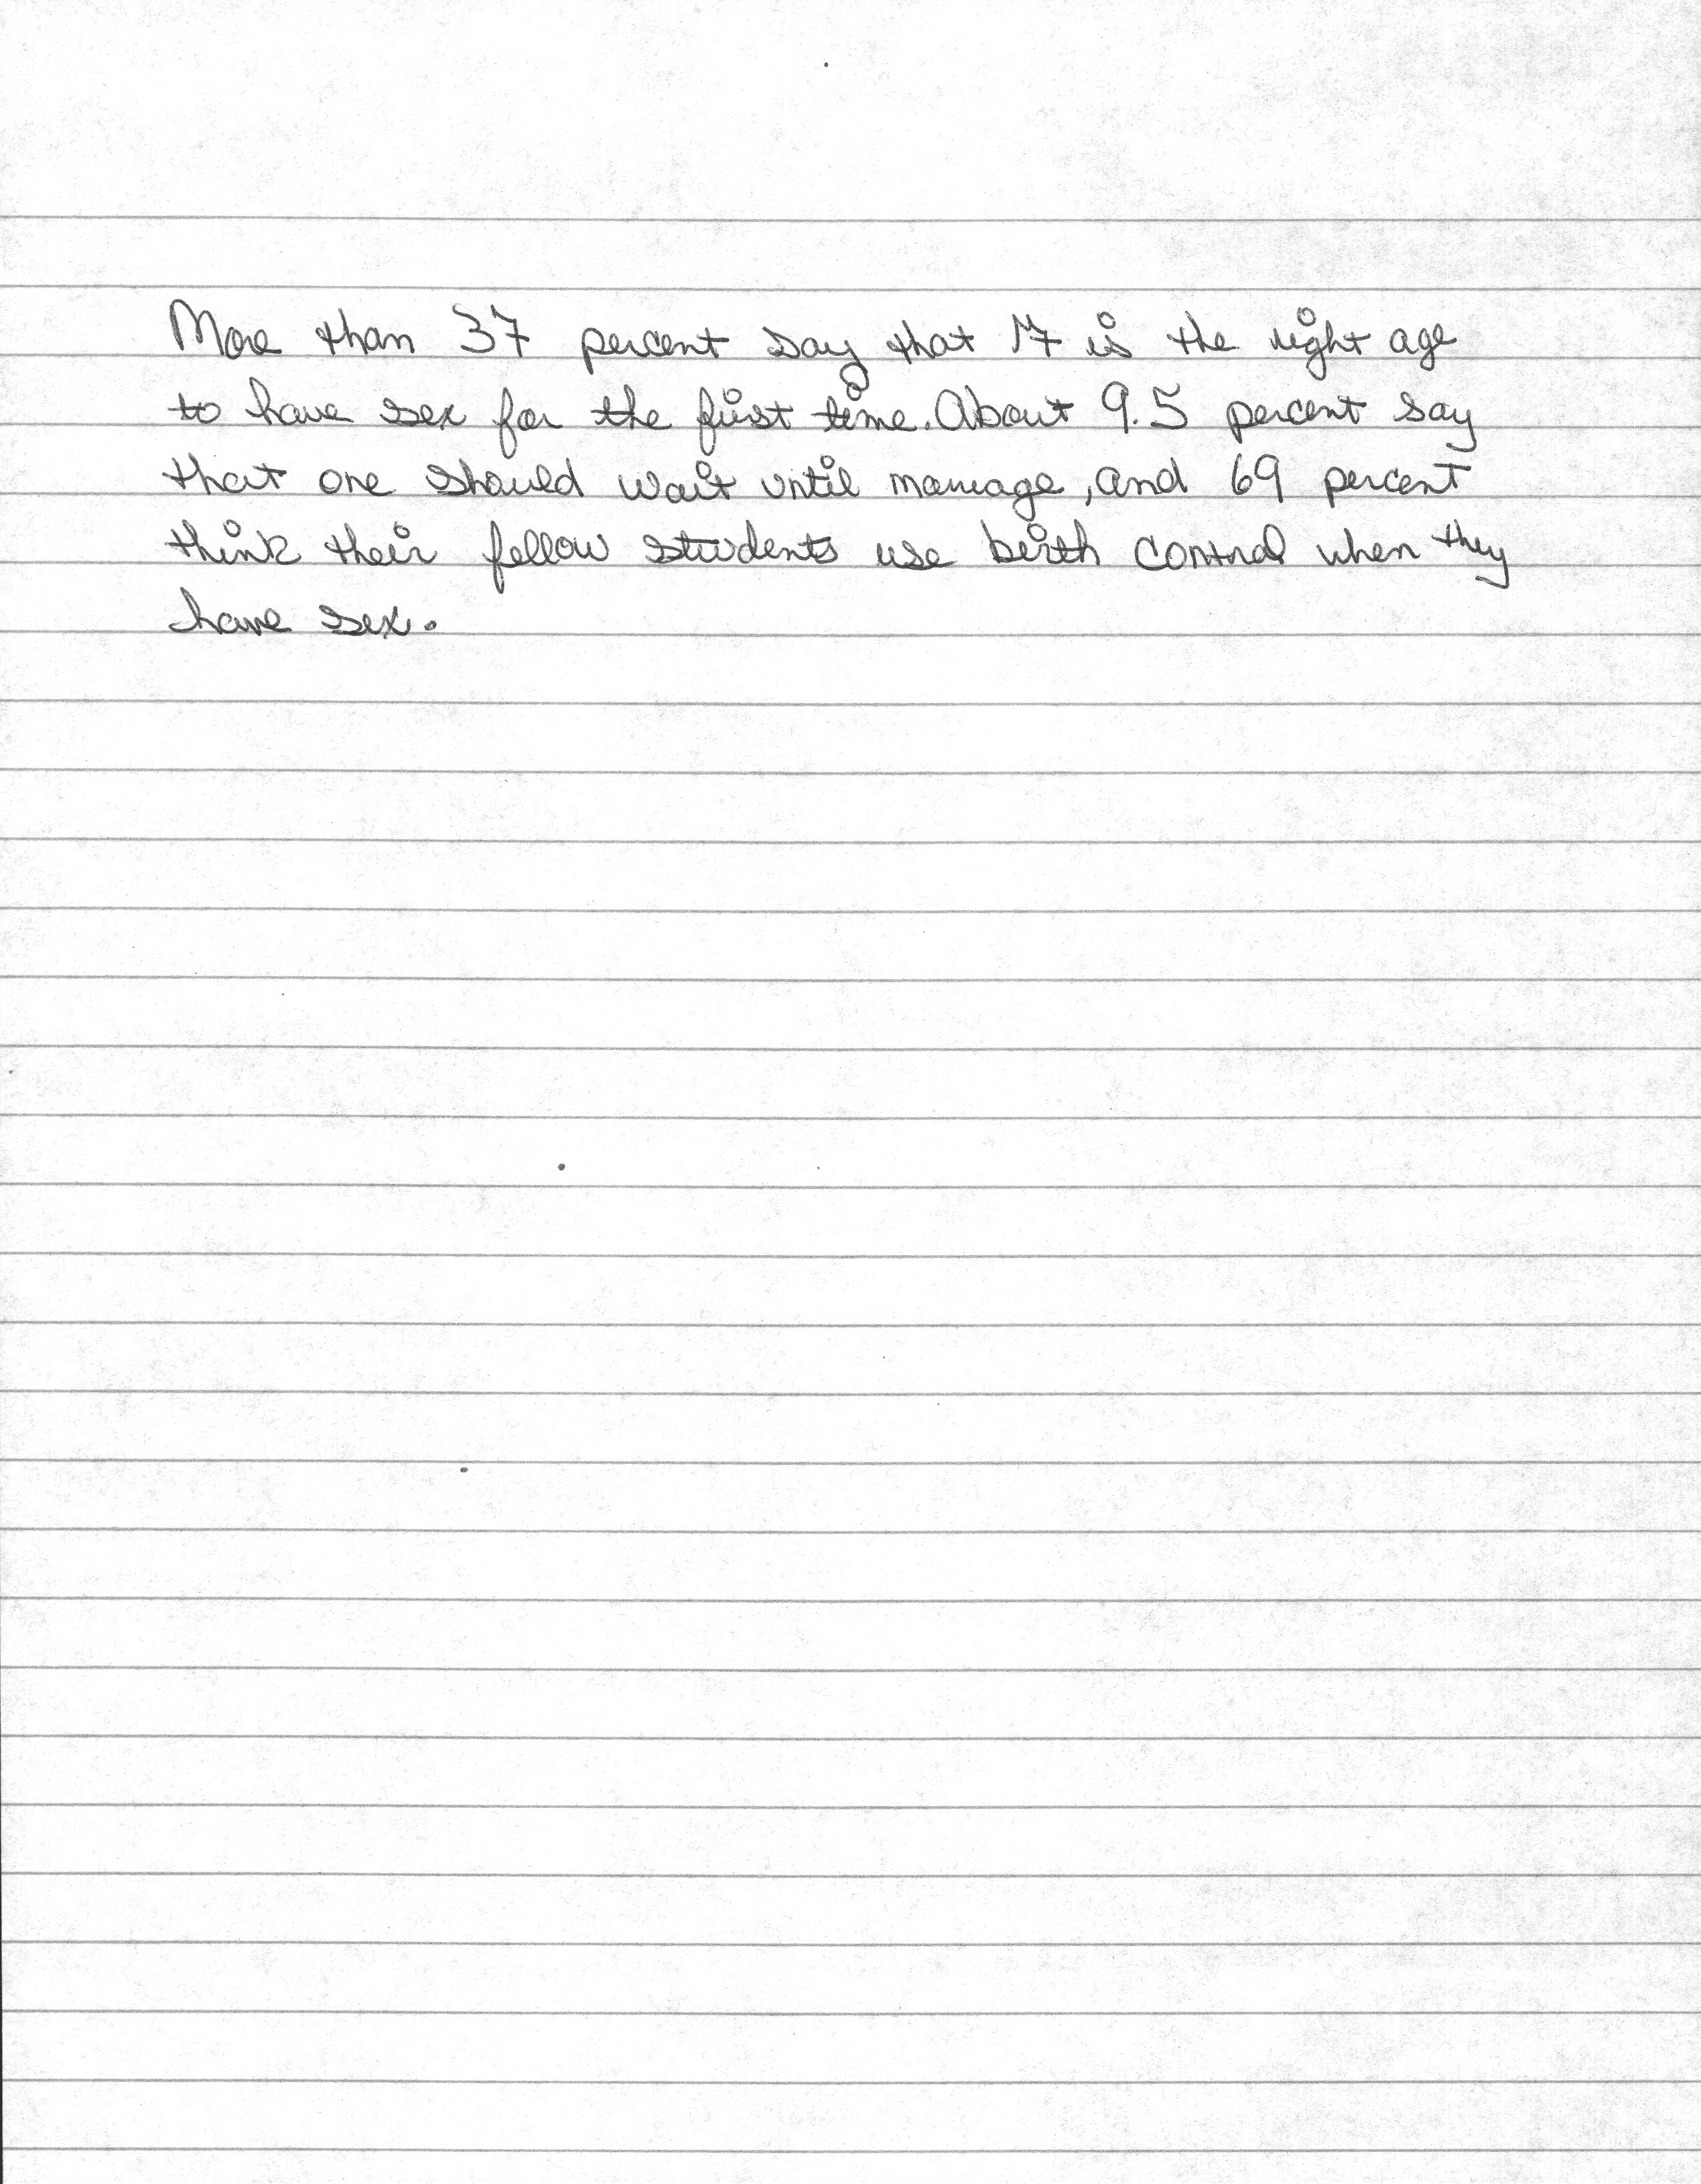 More than 37 percent say that 17 is the right age
to have sex for the first time. About 9.5 percent say
that one should wait until marriage, and 69 percent
think their fellow students use birth control when they
have sex.